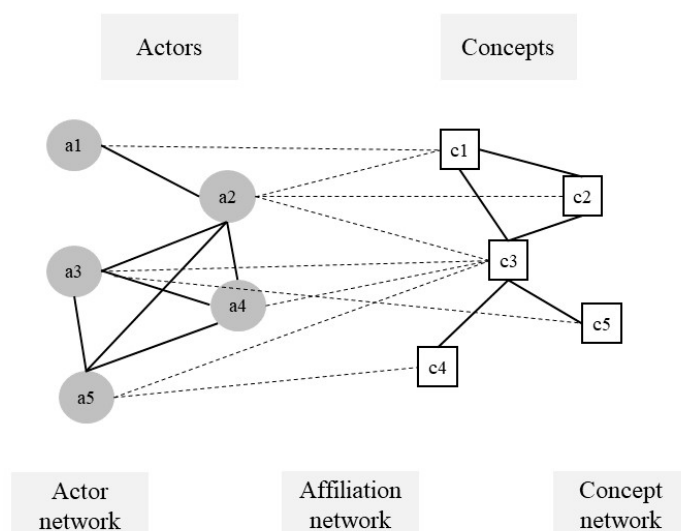 Actors
Concepts
a1
c1
a2
c2
a3
c3
a4
c5
c4
a5
Actor
network
Affiliation
network
Concept
network